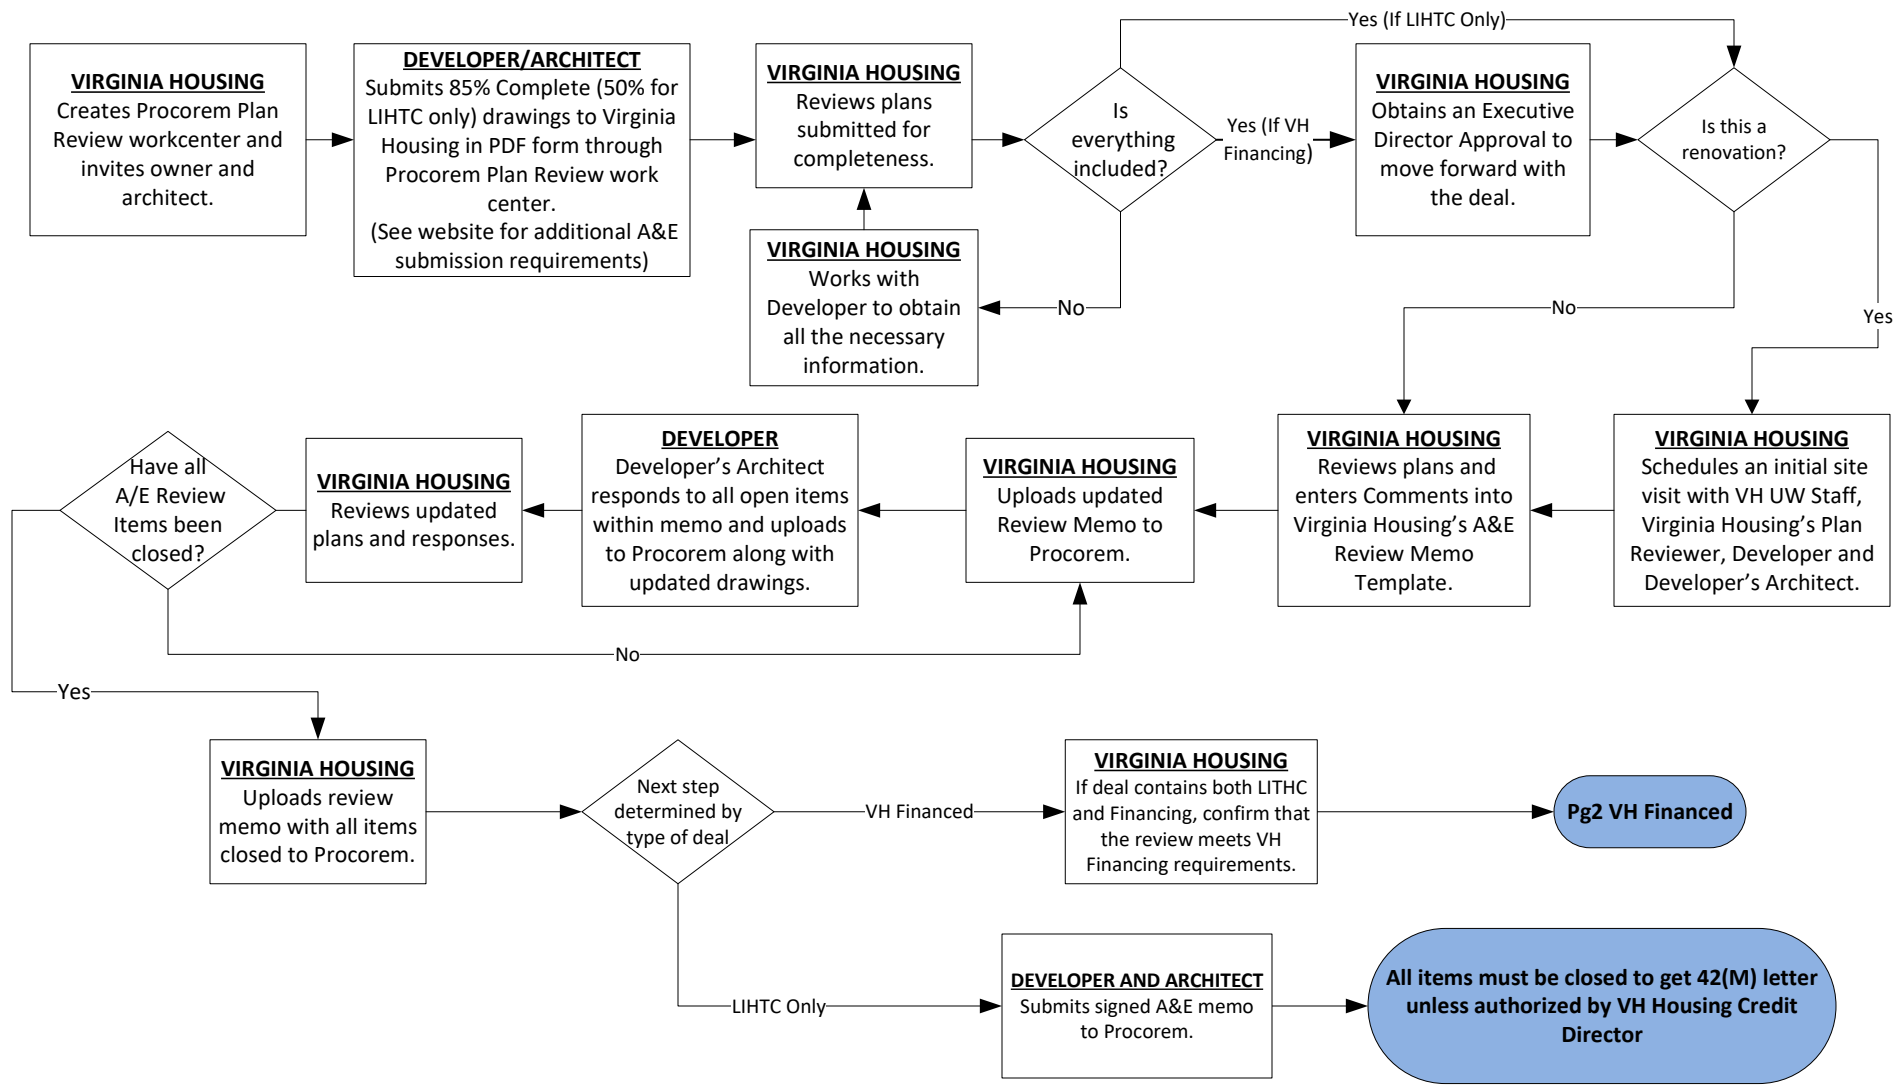 Yes (If LIHTC Only)
VIRGINIA HOUSING
Creates Procorem Plan
Review workcenter and
invites owner and
architect.
DEVELOPER/ARCHITECT
Submits 85% Complete (50% for
LIHTC only) drawings to Virginia
Housing in PDF form through
Procorem Plan Review work
center.
(See website for additional A&E
submission requirements)
VIRGINIA HOUSING
Reviews plans
submitted for
completeness.
Is
everything
included?
Yes (If VH
Financing)
VIRGINIA HOUSING
Obtains an Executive
Director Approval to
move forward with
the deal.
Is this a
renovation?
VIRGINIA HOUSING
Works with
Developer to obtain
all the necessary
information.
No
No
Yes
Have all
A/E Review
Items been
closed?
VIRGINIA HOUSING
Reviews updated
plans and responses.
DEVELOPER
Developer’s Architect
responds to all open items
within memo and uploads
to Procorem along with
updated drawings.
VIRGINIA HOUSING
Uploads updated
Review Memo to
Procorem.
VIRGINIA HOUSING
Reviews plans and
enters Comments into
Virginia Housing’s A&E
Review Memo
Template.
VIRGINIA HOUSING
Schedules an initial site
visit with VH UW Staff,
Virginia Housing’s Plan
Reviewer, Developer and
Developer’s Architect.
No
Yes
VIRGINIA HOUSING
Uploads review
memo with all items
closed to Procorem.
Next step
determined by
type of deal
VH Financed
VIRGINIA HOUSING
If deal contains both LITHC
and Financing, confirm that
the review meets VH
Financing requirements.
Pg2 VH Financed
LIHTC Only
DEVELOPER AND ARCHITECT
Submits signed A&E memo
to Procorem.
All items must be closed to get 42(M) letter
unless authorized by VH Housing Credit
Director